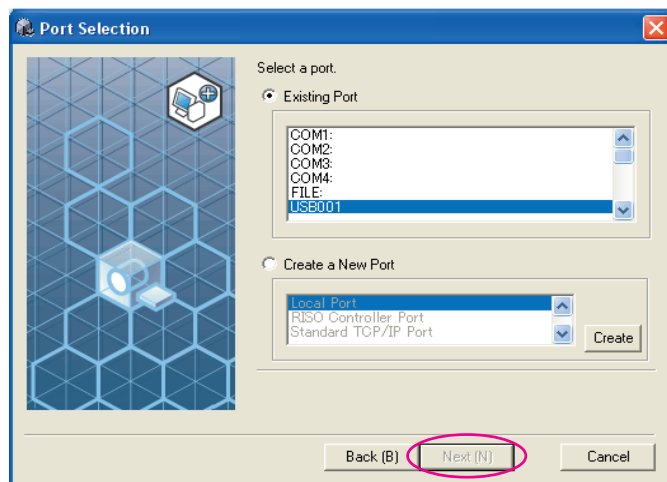 Port Selection
Select a port.
Existing Port
COM1:
COM2:
COM3:
COM4:
FILE:
USB001
Create a New Port
Local Port
RISO Controller Port
Standard TCP/IP Port
Create
Back (B)
Next (N)
Cancel